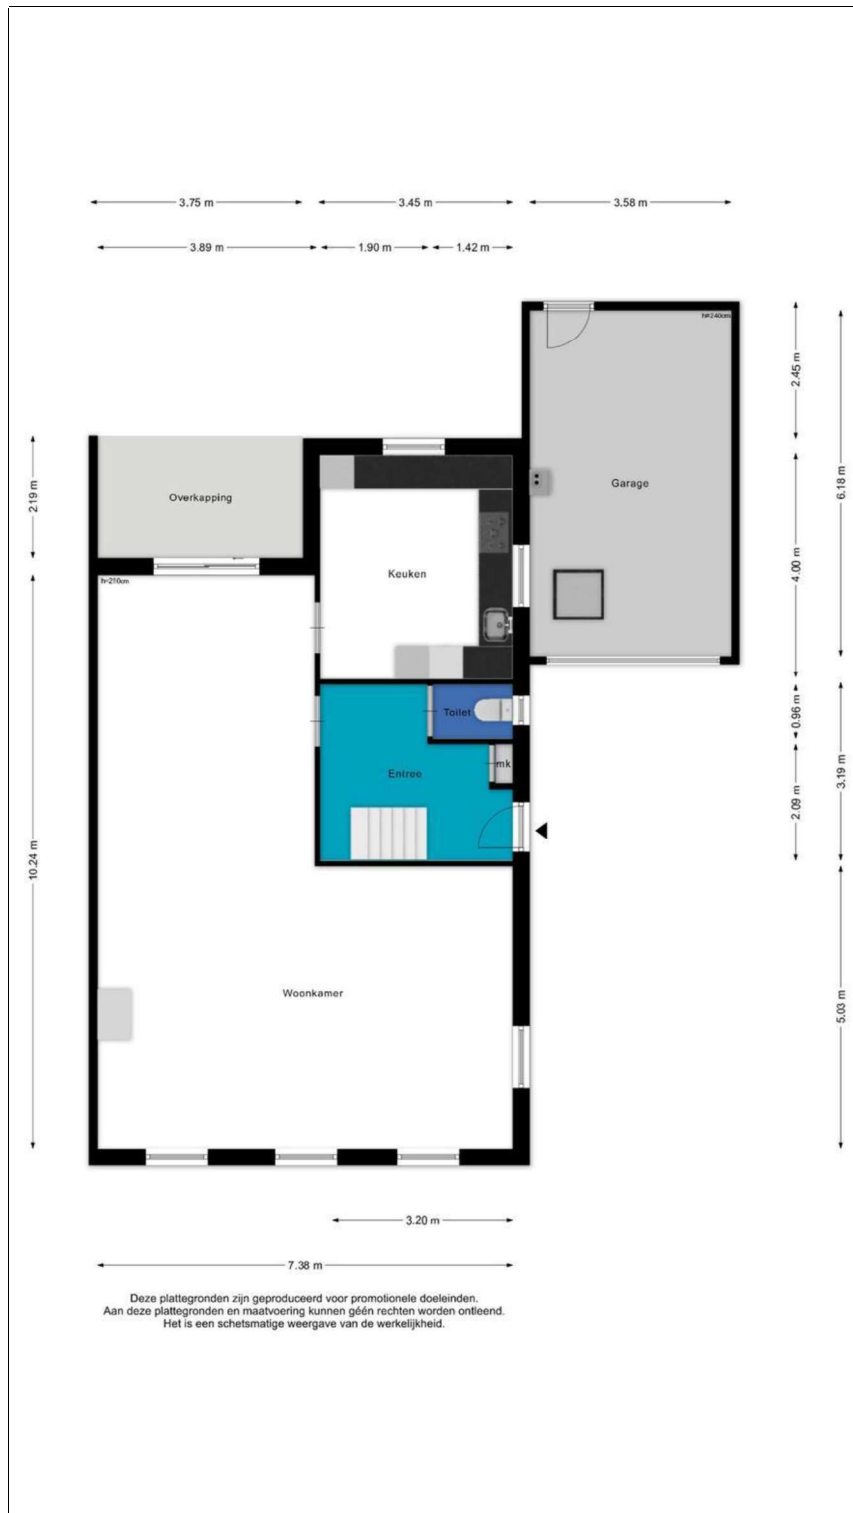 3.75 m
3.45 m
3.58 m
3.89 m
1.90 m
1.42 m
h=240cm
2.45 m
6.18 m
2.19 m
Overkapping
Garage
4.00 m
Keuken
h=250cm
Toilet
0.96 m
mk
Entree
3.19 m
2.09 m
10.24 m
Woonkamer
5.03 m
3.20 m
7.38 m
Deze plattegronden zijn geproduceerd voor promotionele doeleinden.
Aan deze plattegronden en maatvoering kunnen géén rechten worden ontleend.
Het is een schetsmatige weergave van de werkelijkheid.